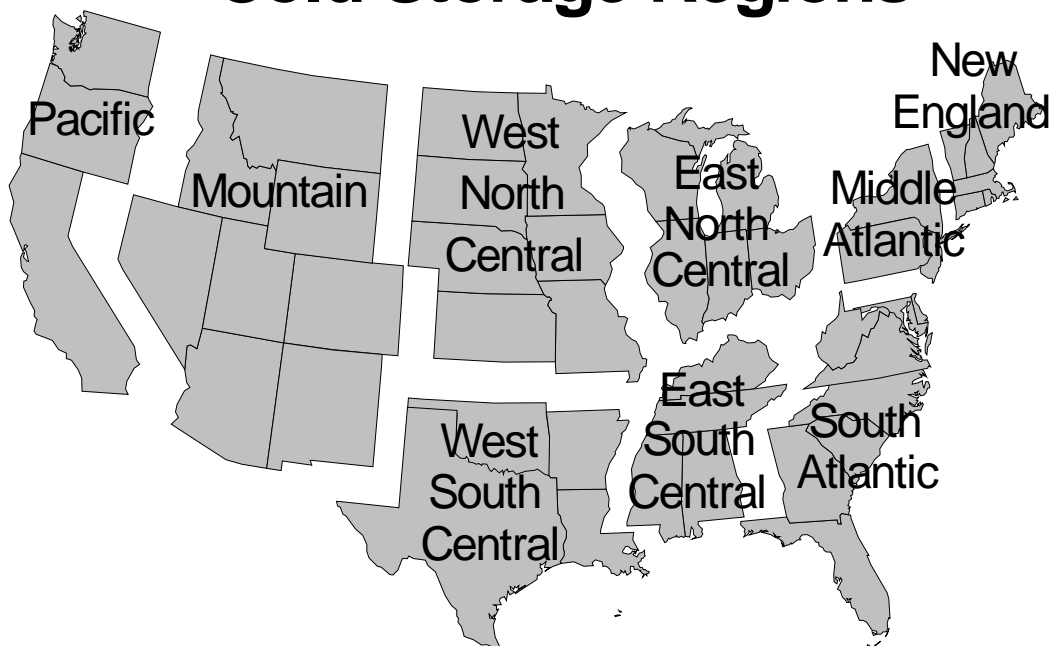 Cold Storage Regions
New
England
Pacific
West
North
Central
East
North
Central
Mountain
Middle
Atlantic
East
South
Central
West
South
Central
South
Atlantic